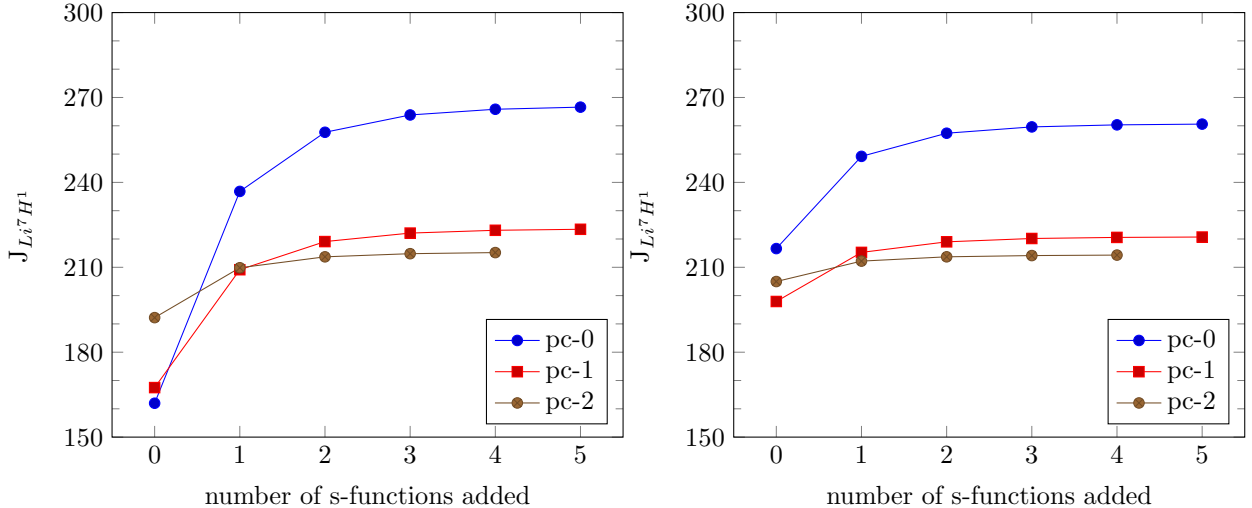 300
270
240
210
180
150
J_{Li^7H^1}
0 1 2 3 4 5
number of s-functions added
pc-0
pc-1
pc-2
300
270
240
210
180
150
J_{Li^7H^1}
0 1 2 3 4 5
number of s-functions added
pc-0
pc-1
pc-2